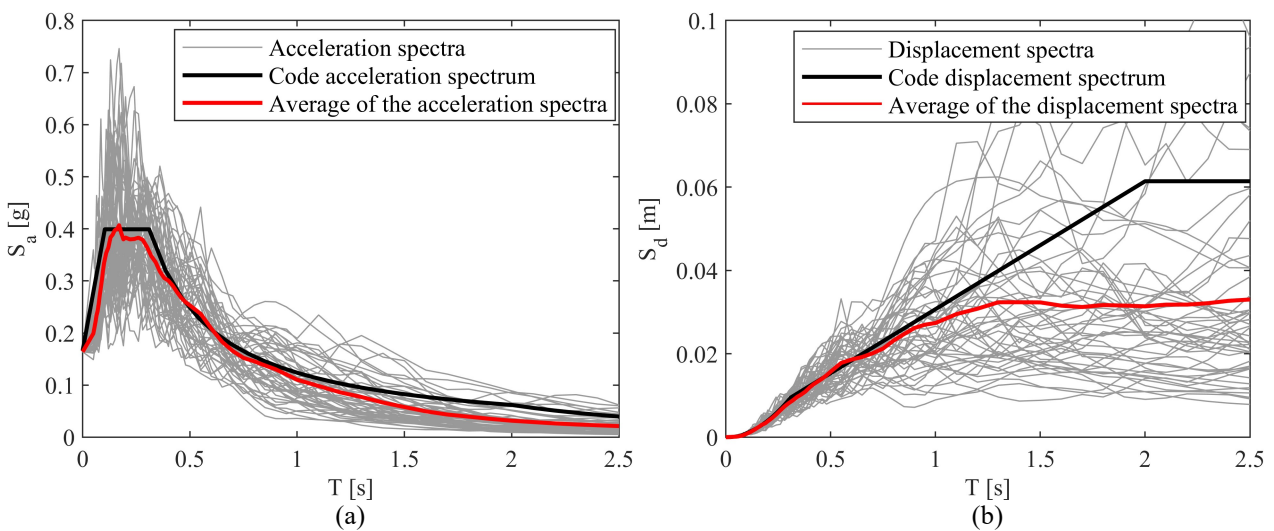 0.8
0.7
0.6
0.5
0.4
0.3
0.2
0.1
0
S_a [g]
Acceleration spectra
Code acceleration spectrum
Average of the acceleration spectra
0 0.5 1 1.5 2 2.5
T [s]
(a)
0.1
0.08
0.06
0.04
0.02
0
S_d [m]
Displacement spectra
Code displacement spectrum
Average of the displacement spectra
0 0.5 1 1.5 2 2.5
T [s]
(b)